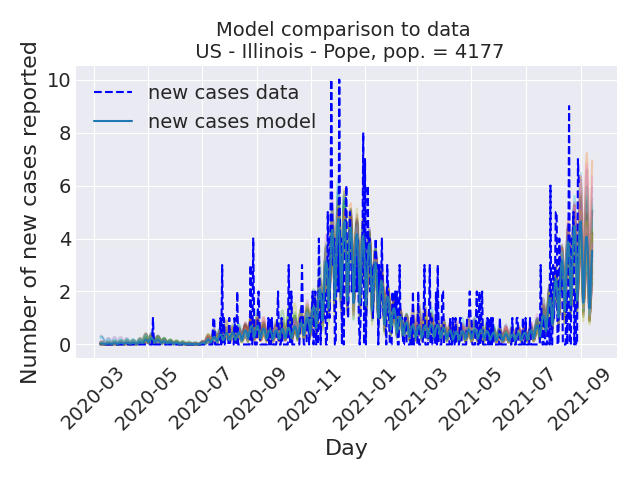 Model comparison to data
US - Illinois - Pope, pop. = 4177
Number of new cases reported
10
8
6
4
2
0
new cases data
new cases model
2020-03
2020-05
2020-07
2020-09
2020-11
2021-01
2021-03
2021-05
2021-07
2021-09
Day